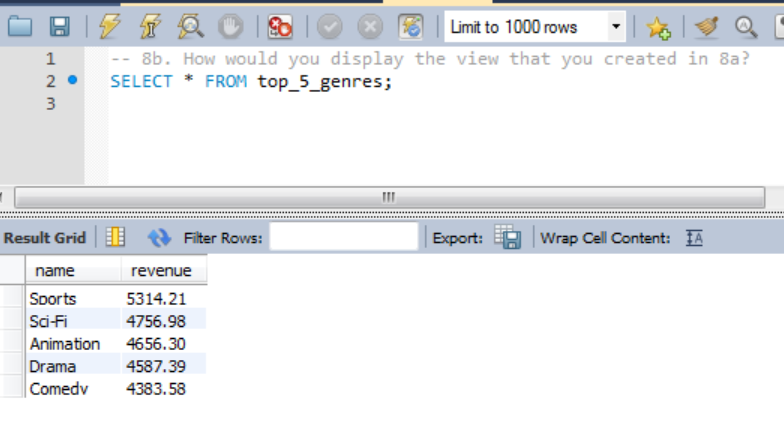 Limit to 1000 rows
1 -- 8b. How would you display the view that you created in 8a?
2 SELECT * FROM top_5_genres;
3
Result Grid Filter Rows: Export: Wrap Cell Content: IA
name revenue
Sports 5314.21
Sci-Fi 4756.98
Animation 4656.30
Drama 4587.39
Comedy 4383.58